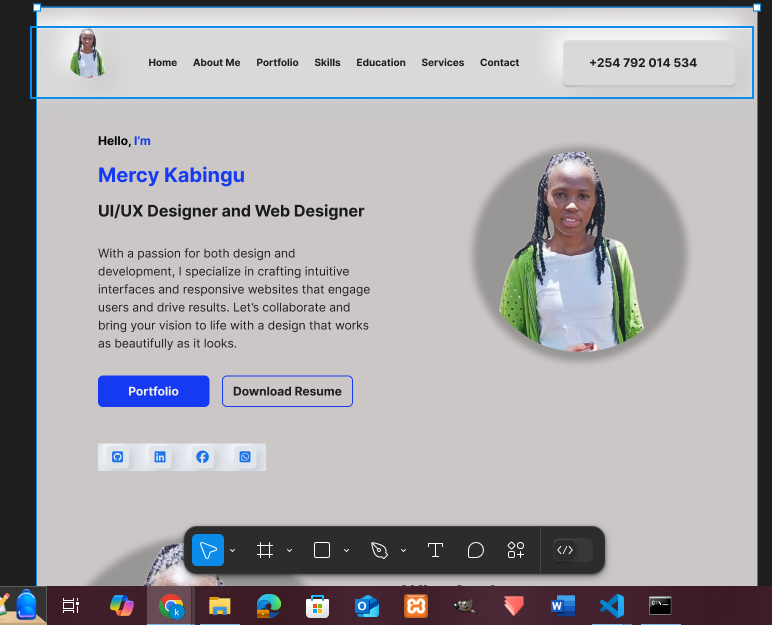 Home About Me Portfolio Skills Education Services Contact +254 792 014 534
Hello, I'm
Mercy Kabingu
UI/UX Designer and Web Designer
With a passion for both design and
development, I specialize in crafting intuitive
interfaces and responsive websites that engage
users and drive results. Let's collaborate and
bring your vision to life with a design that works
as beautifully as it looks.
Portfolio Download Resume